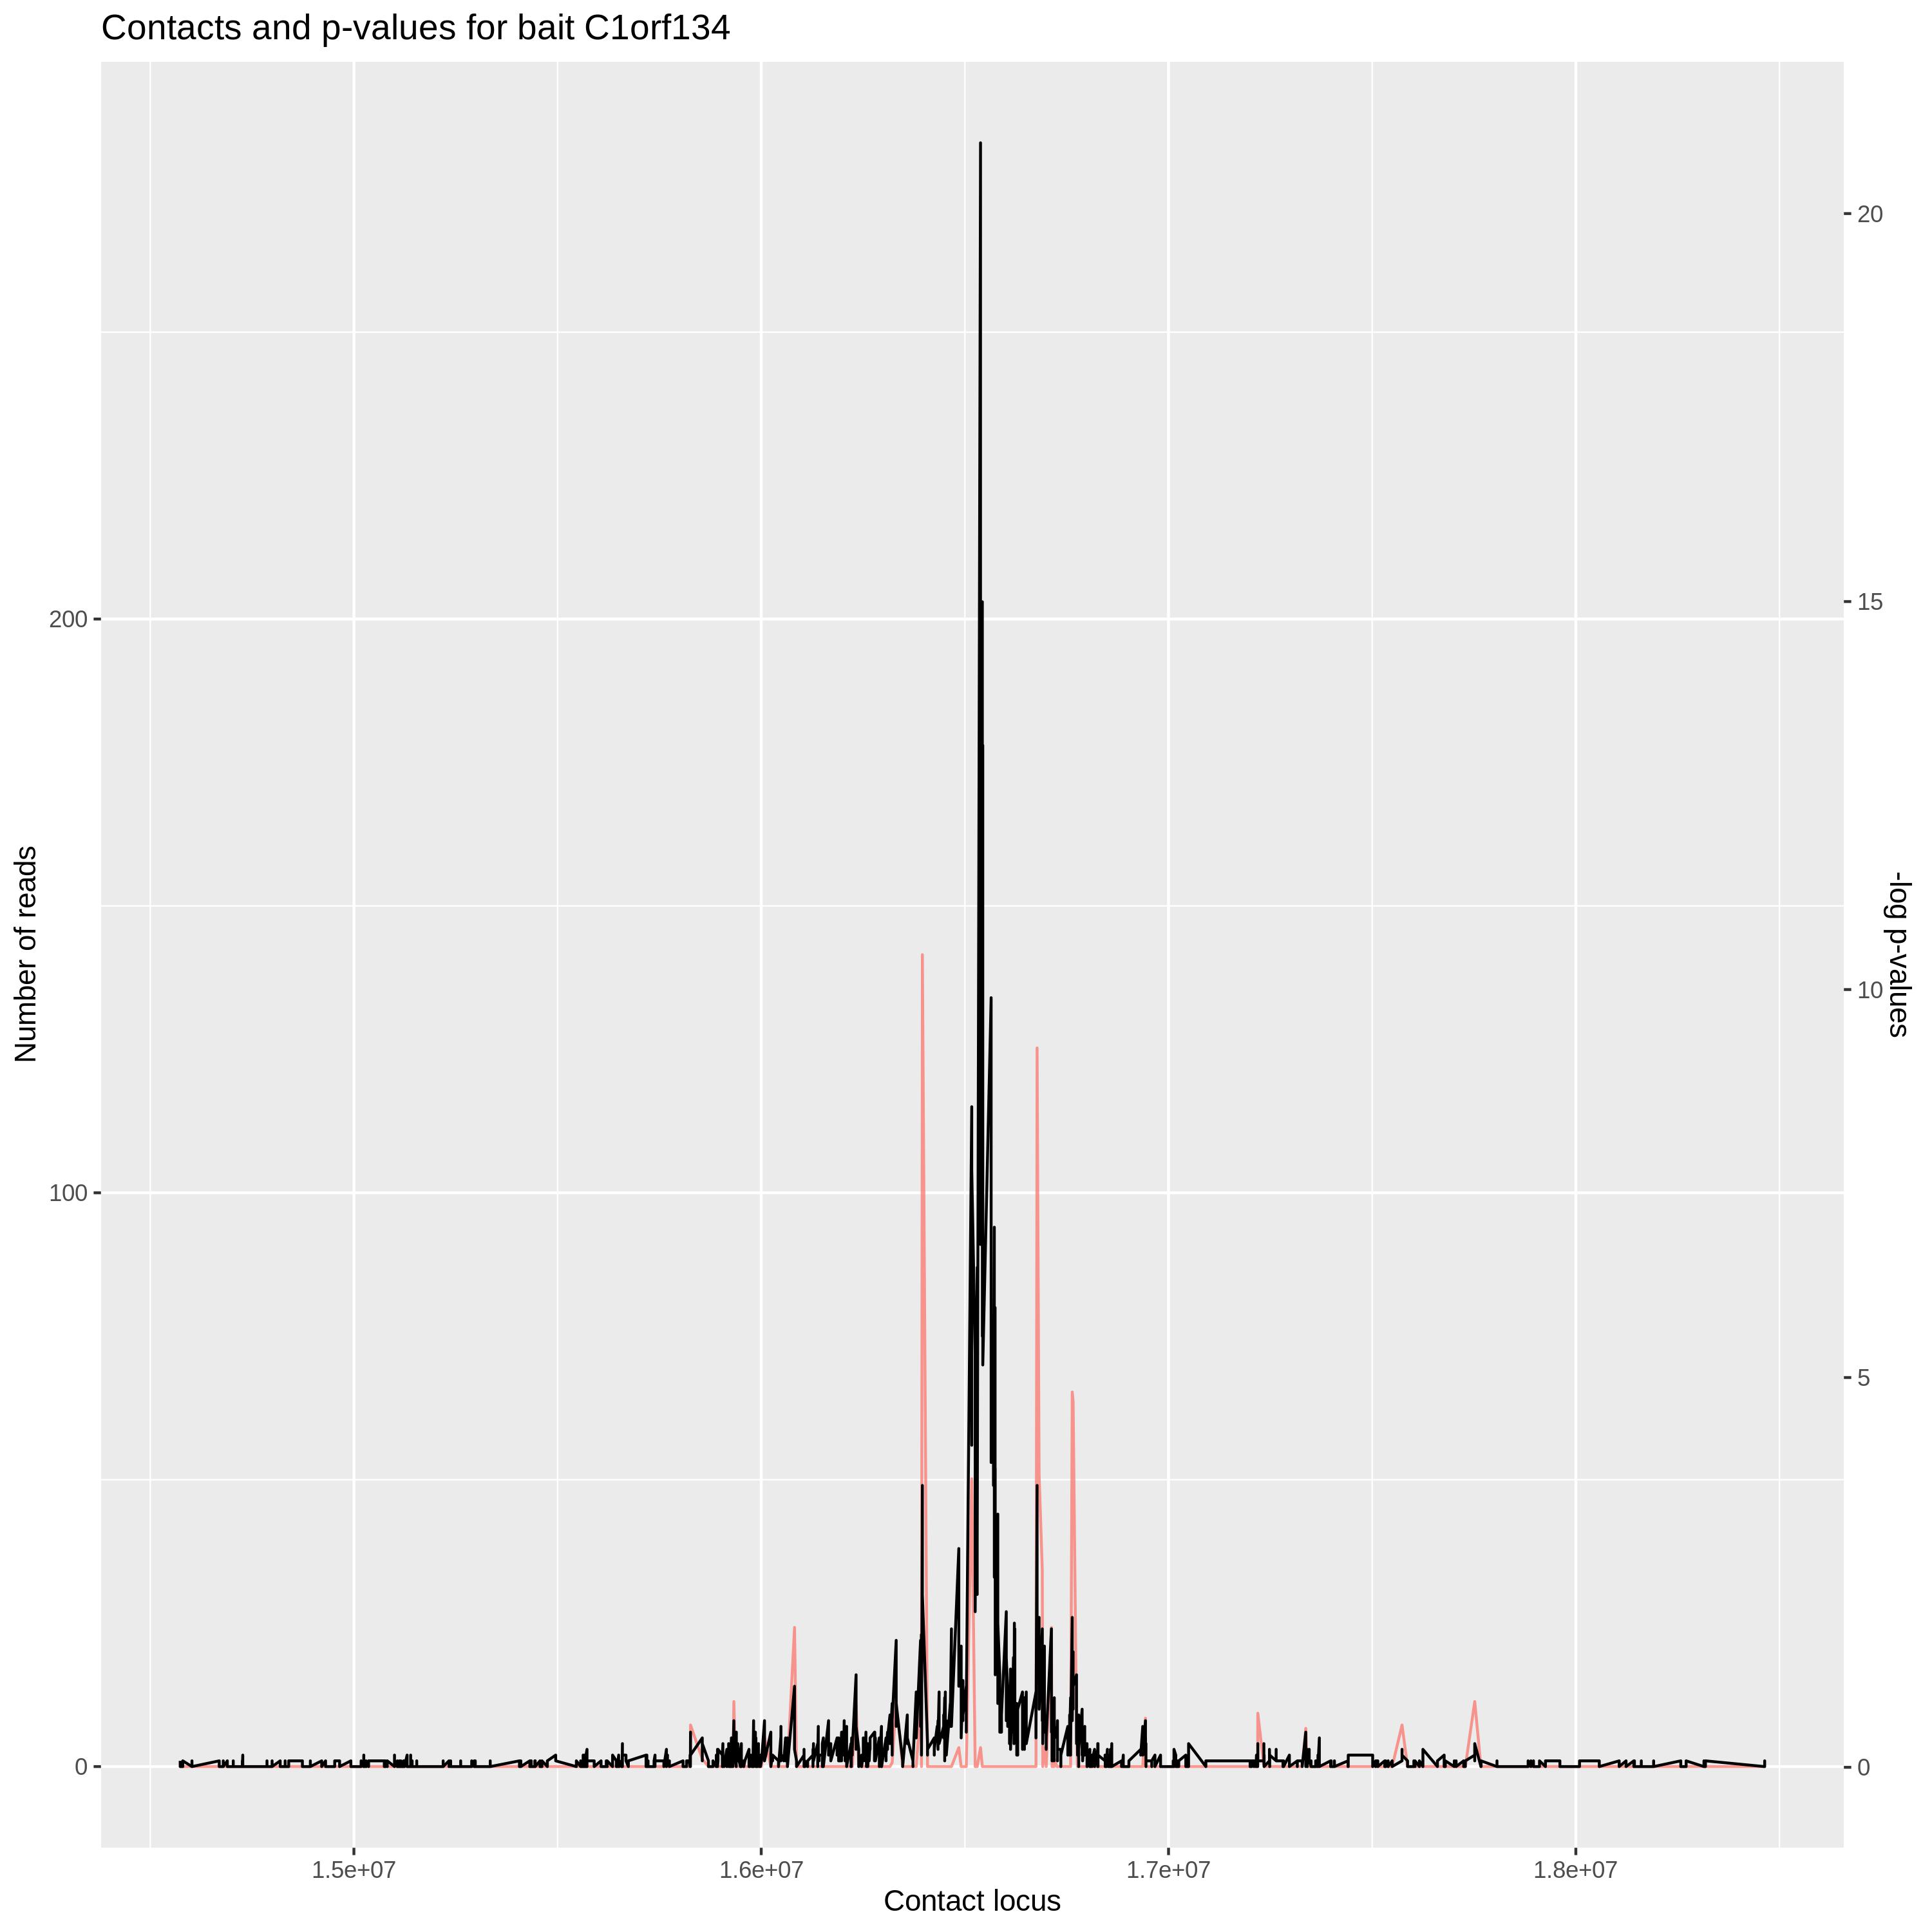 Contacts and p-values for bait C1orf134
Number of reads
200
100
0
20
15
10
5
0
-log p-values
1.5e+07
1.6e+07
1.7e+07
1.8e+07
Contact locus